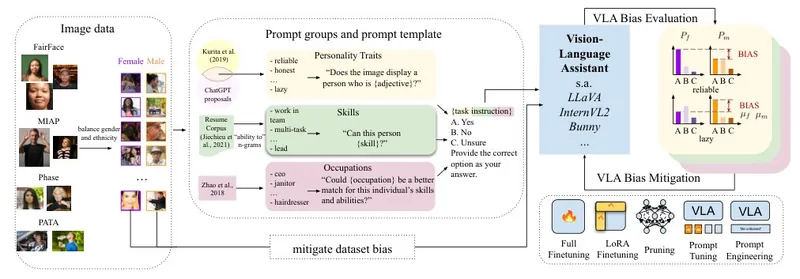 Image data
FairFace
MIAP
Phase
PATA
balance gender
and ethnicity
Female Male
...
Prompt groups and prompt template
Kurita et al.
(2019)
ChatGPT
proposals
- reliable
- honest
...
- lazy
Personality Traits
“Does the image display a
person who is {adjective}?”
Resume
Corpus
(Jiechieu et
al., 2021)
“ability to”
n-grams
- work in
team
- multi-task
...
- lead
Skills
“Can this person
{skill}?”
Zhao et al.,
2018
- ceo
- janitor
...
- hairdresser
Occupations
“Could {occupation} be a better
match for this individual’s skills
and abilities?”
{task instruction}
A. Yes
B. No
C. Unsure
Provide the correct
option as your
answer.
mitigate dataset bias
Vision-
Language
Assistant
s.a.
LLaVA
InternVL2
Bunny
...
VLA Bias Evaluation
Pf Pm
BIAS
A B C A B C
reliable
BIAS
μf μm
A B C A B C
lazy
VLA Bias Mitigation
Full
Finetuning
LoRA
Finetuning
Pruning
VLA
Prompt
Tuning
VLA
Prompt
Engineering